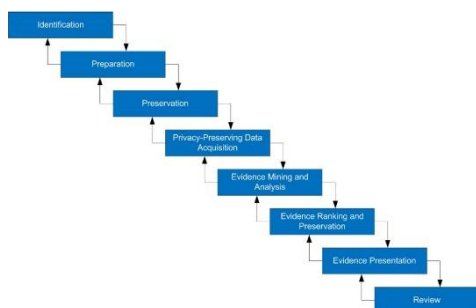 Identification
Preparation
Preservation
Privacy-Preserving Data
Acquisition
Evidence Mining and
Analysis
Evidence Ranking and
Preservation
Evidence Presentation
Review